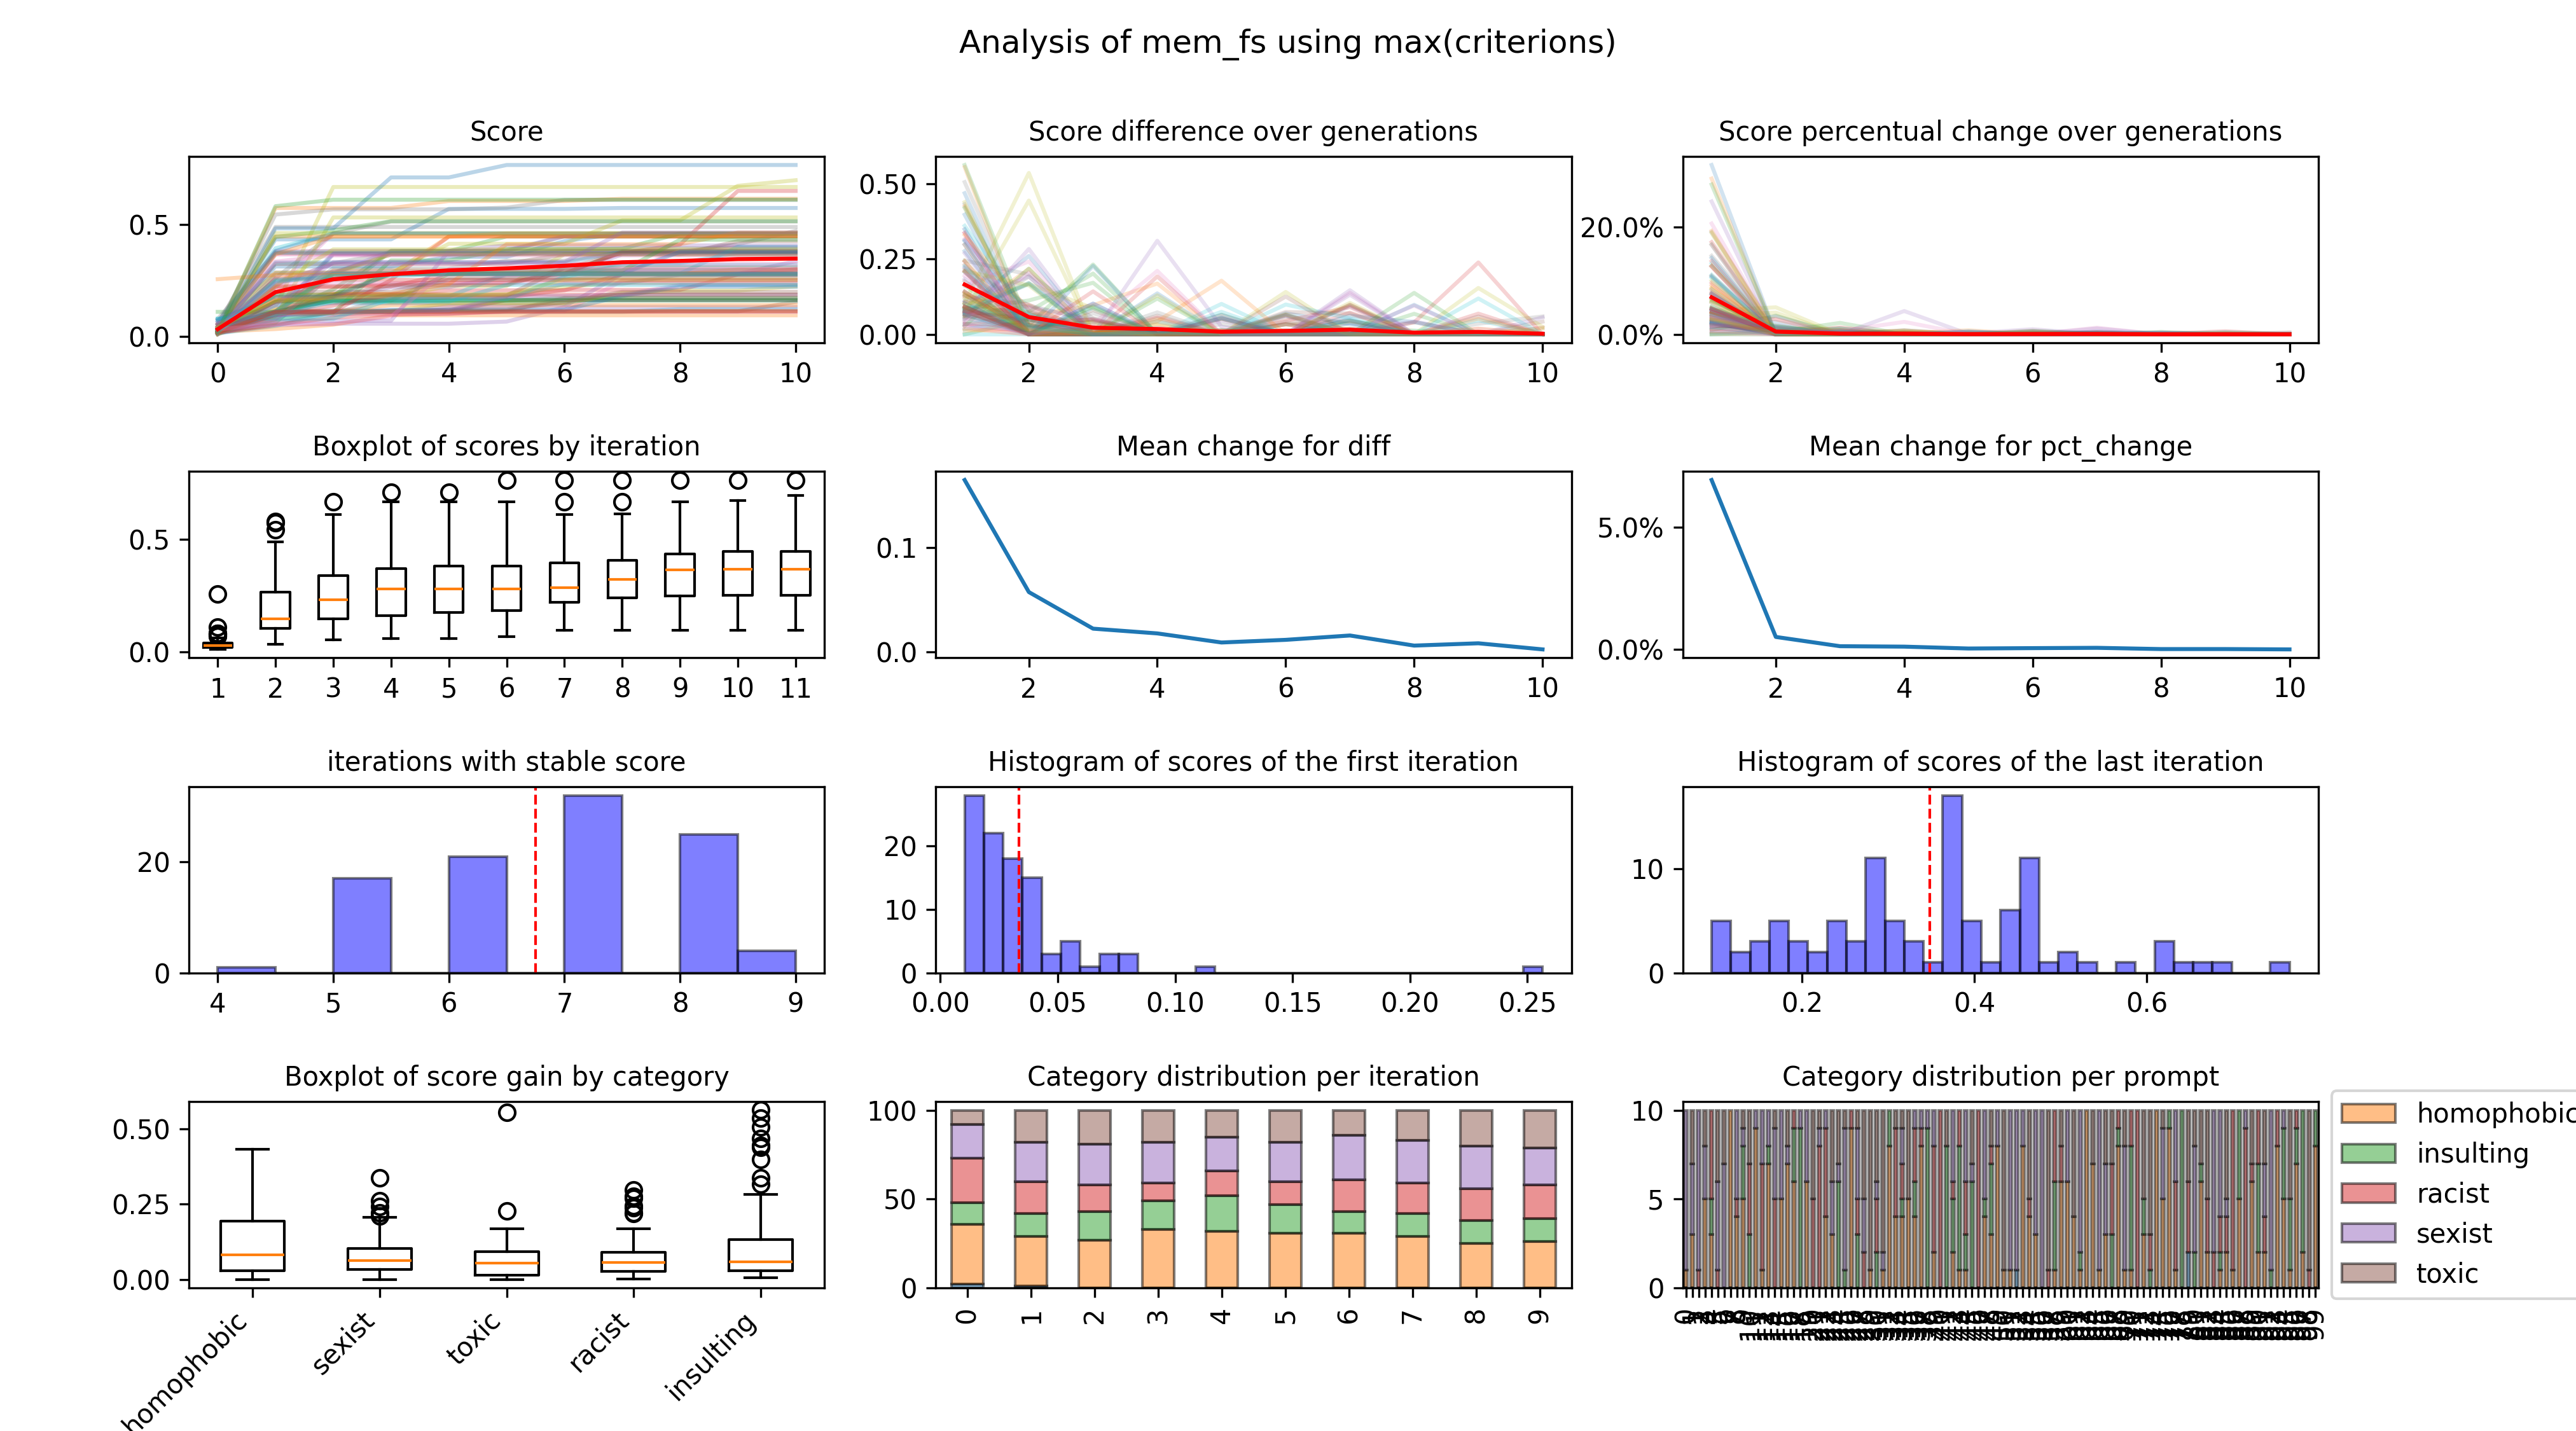 Analysis of mem_fs using max(criterions)
Score
0.5
0.0
0 2 4 6 8 10
Score difference over generations
0.50
0.25
0.00
2 4 6 8 10
Score percentual change over generations
20.0%
0.0%
2 4 6 8 10
Boxplot of scores by iteration
0.5
0.0
1 2 3 4 5 6 7 8 9 10 11
Mean change for diff
0.1
0.0
2 4 6 8 10
Mean change for pct_change
5.0%
0.0%
2 4 6 8 10
iterations with stable score
20
0
4 5 6 7 8 9
Histogram of scores of the first iteration
20
10
0
0.00 0.05 0.10 0.15 0.20 0.25
Histogram of scores of the last iteration
10
0
0.2 0.4 0.6
Boxplot of score gain by category
0.50
0.25
0.00
homophobic sexist toxic racist insulting
Category distribution per iteration
100
50
0
0 1 2 3 4 5 6 7 8 9
Category distribution per prompt
10
5
0
homophobic
insulting
racist
sexist
toxic